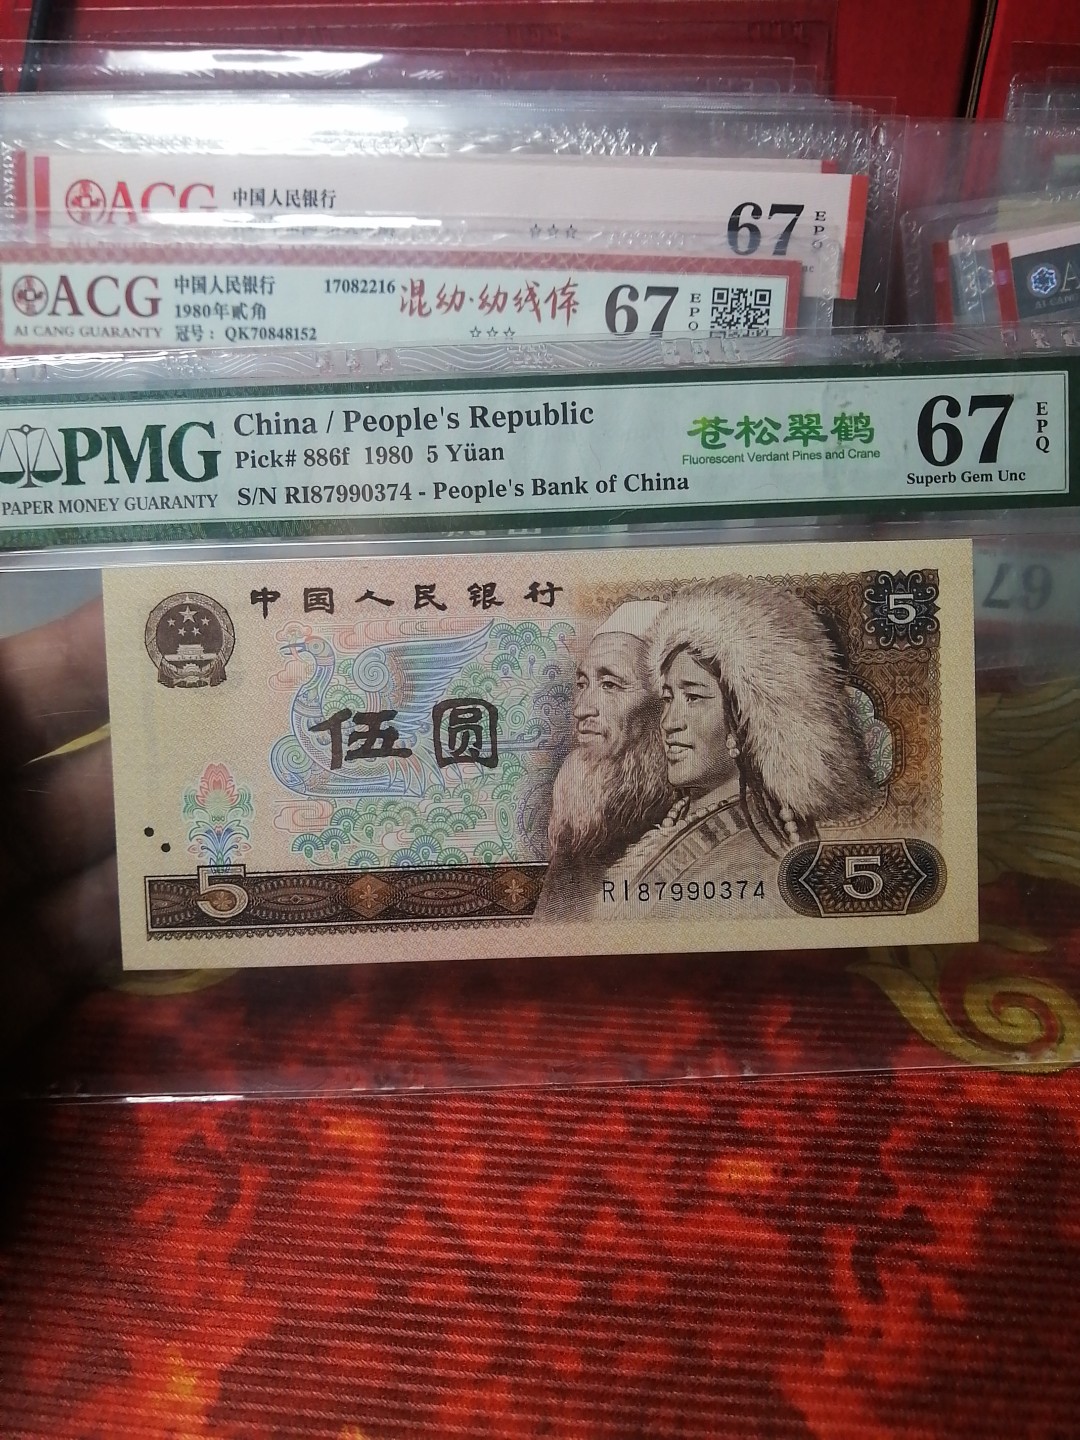 ACG
中国人民银行
☆☆☆
67
EPQ
ACG
AI CANG GUARANTY
中国人民银行
1980年贰角
冠号： QK70848152
17082216
混幼·幼线体
☆☆☆
67
EPQ
PMG
PAPER MONEY GUARANTY
China / People's Republic
Pick# 886f 1980 5 Yüan
S/N RI87990374 - People's Bank of China
苍松翠鹤
Fluorescent Verdant Pines and Crane
67
EPQ
Superb Gem Unc
中国人民银行
5
伍圆
5
RI87990374
5
67